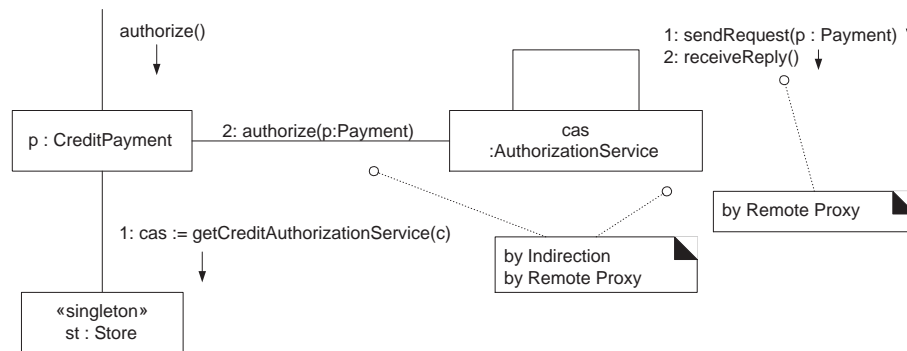 authorize()
1: sendRequest(p : Payment)
2: receiveReply()
p : CreditPayment
2: authorize(p:Payment)
cas
:AuthorizationService
by Remote Proxy
1: cas := getCreditAuthorizationService(c)
by Indirection
by Remote Proxy
«singleton»
st : Store